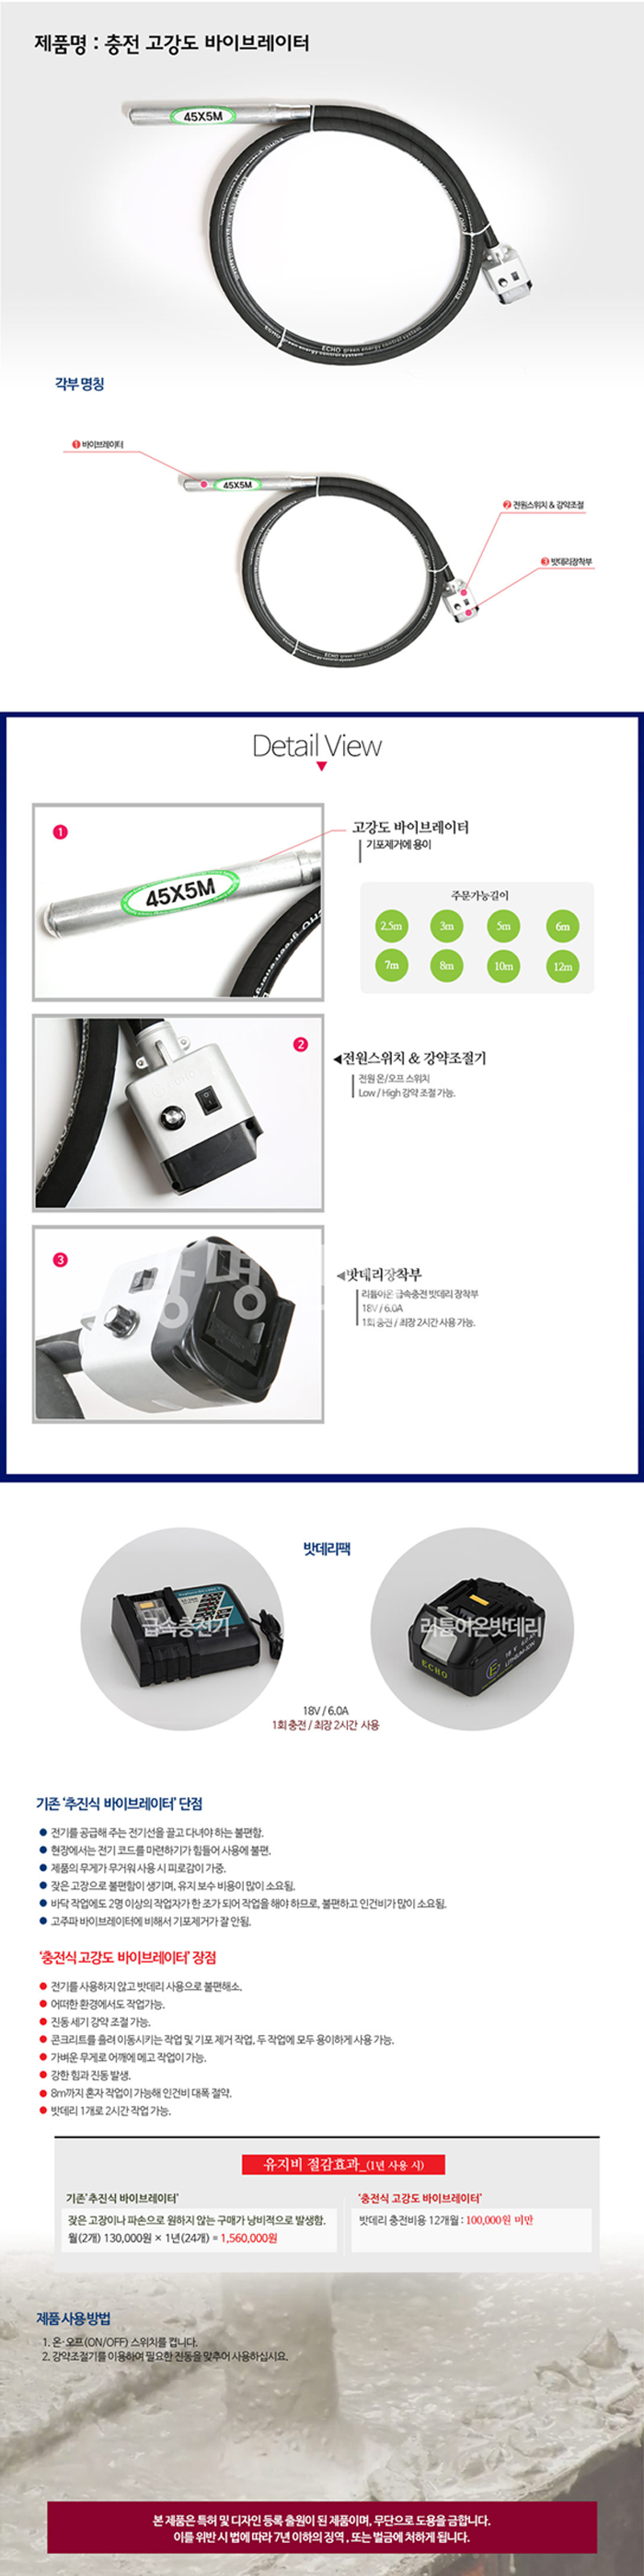 제품명 : 충전 고강도 바이브레이터
45X5M
ECHO green energy control system
각부 명칭
1 바이브레이터
45X5M
2 전원스위치 & 강약조절
3 밧데리장착부
ECHO green energy control system
Detail View
1
고강도 바이브레이터
기포제거에 용이
45X5M
주문가능길이
2.5m 3m 5m 6m
7m 8m 10m 12m
2
전원스위치 & 강약조절기
전원 온/오프 스위치
Low / High 강약 조절 가능.
3
밧데리장착부
리튬이온 급속충전 밧데리 장착부
18V / 6.0A
1회 충전 / 최장 2시간 사용 가능.
밧데리팩
급속충전기
리튬이온밧데리
ECHO
LITHIUM-ION
18V / 6.0A
1회 충전 / 최장 2시간 사용
기존 ‘추진식 바이브레이터’ 단점
전기를 공급해 주는 전기선을 끌고 다녀야 하는 불편함.
현장에서는 전기 코드를 마련하기가 힘들어 사용에 불편.
제품의 무게가 무거워 사용 시 피로감이 가중.
잦은 고장으로 불편함이 생기며, 유지 보수 비용이 많이 소요됨.
바닥 작업에도 2명 이상의 작업자가 한 조가 되어 작업을 해야 하므로, 불편하고 인건비가 많이 소요됨.
고주파 바이브레이터에 비해서 기포제거가 잘 안됨.
‘충전식 고강도 바이브레이터’ 장점
전기를 사용하지 않고 밧데리 사용으로 불편해소.
어떠한 환경에서도 작업가능.
진동 세기 강약 조절 가능.
콘크리트를 흘려 이동시키는 작업 및 기포 제거 작업, 두 작업에 모두 용이하게 사용 가능.
가벼운 무게로 어깨에 메고 작업이 가능.
강한 힘과 진동 발생.
8m까지 혼자 작업이 가능해 인건비 대폭 절약.
밧데리 1개로 2시간 작업 가능.
유지비 절감효과_(1년 사용 시)
기존‘추진식 바이브레이터’
잦은 고장이나 파손으로 원하지 않는 구매가 낭비적으로 발생함.
월(2개) 130,000원 × 1년(24개) = 1,560,000원
‘충전식 고강도 바이브레이터’
밧데리 충전비용 12개월 : 100,000원 미만
제품 사용 방법
1. 온·오프(ON/OFF) 스위치를 켭니다.
2. 강약조절기를 이용하여 필요한 진동을 맞추어 사용하십시요.
본 제품은 특허 및 디자인 등록 출원이 된 제품이며, 무단으로 도용을 금합니다.
이를 위반 시 법에 따라 7년 이하의 징역, 또는 벌금에 처하게 됩니다.